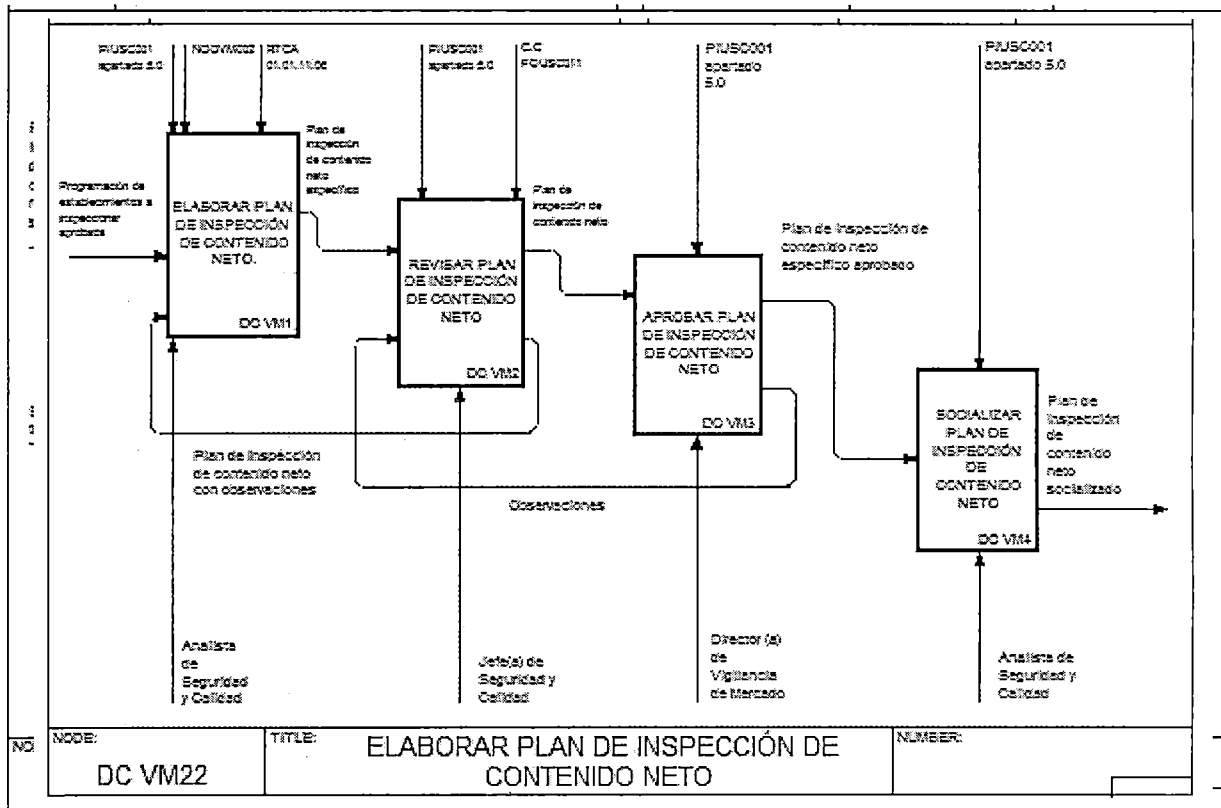 apartado 5.0
RTCA
01.01.11:06
apartado 5.0
C.C
PIUSC001
apartado
5.0
PIUSC001
apartado 5.0
Programación de
establecimientos a
inspeccionar
aprobada
ELABORAR PLAN
DE INSPECCIÓN
DE CONTENIDO
NETO.
DC VM1
Plan de
inspección
de contenido
neto
específico
REVISAR PLAN
DE INSPECCIÓN
DE CONTENIDO
NETO
DC VM2
Plan de
inspección de
contenido neto
APROBAR PLAN
DE INSPECCIÓN
DE CONTENIDO
NETO
DC VM3
Plan de inspección de
contenido neto
específico aprobado
SOCIALIZAR
PLAN DE
INSPECCIÓN
DE
CONTENIDO
NETO
DC VM4
Plan de
inspección
de
contenido
neto
socializado
Plan de inspección
de contenido neto
con observaciones
Observaciones
Analista
de
Seguridad
y Calidad
Jefe(a) de
Seguridad y
Calidad
Director (a)
de
Vigilancia
de Mercado
Analista de
Seguridad y
Calidad
NO
NODE:
DC VM22
TITLE:
ELABORAR PLAN DE INSPECCIÓN DE
CONTENIDO NETO
NUMBER: